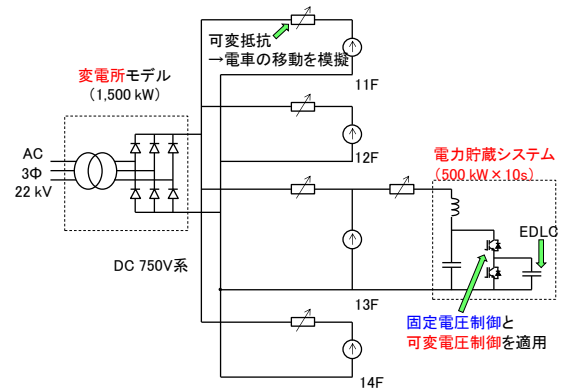 可変抵抗
→電車の移動を模擬
11F
変電所モデル
（1,500 kW）
12F
AC
3Φ
22 kV
電力貯蔵システム
（500 kW×10s）
EDLC
DC 750V系
13F
固定電圧制御と
可変電圧制御を適用
14F